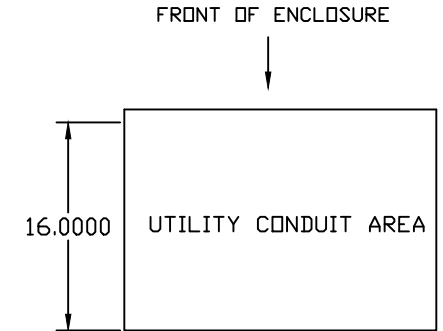 FRONT OF ENCLOSURE
16.0000
UTILITY CONDUIT AREA